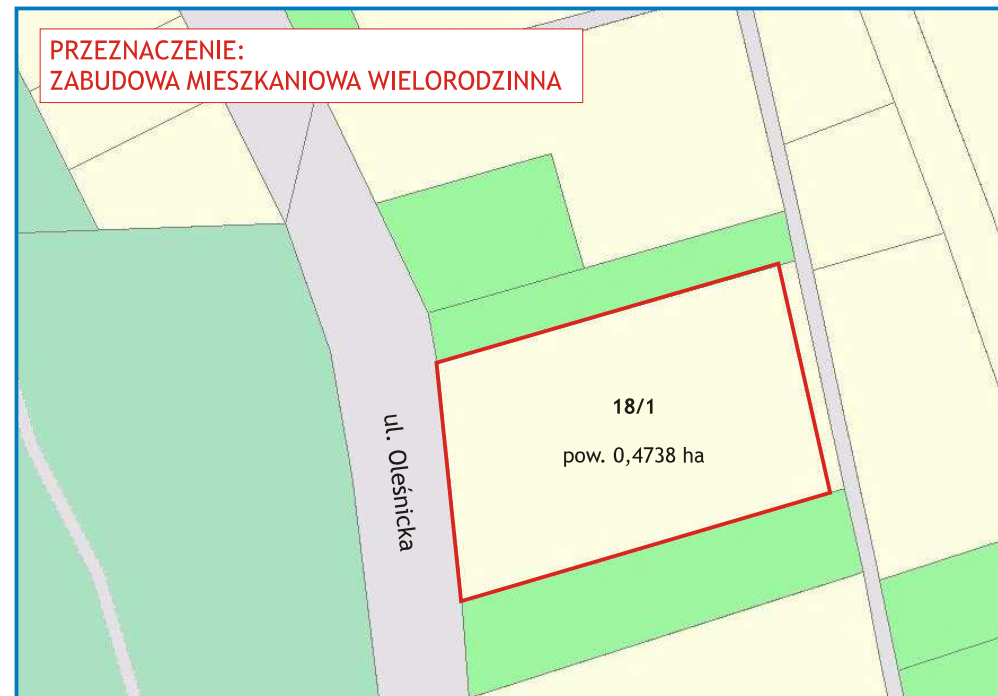 PRZEZNACZENIE:
ZABUDOWA MIESZKANIOWA WIELORODZINNA
18/1
pow. 0,4738 ha
ul. Oleśnicka